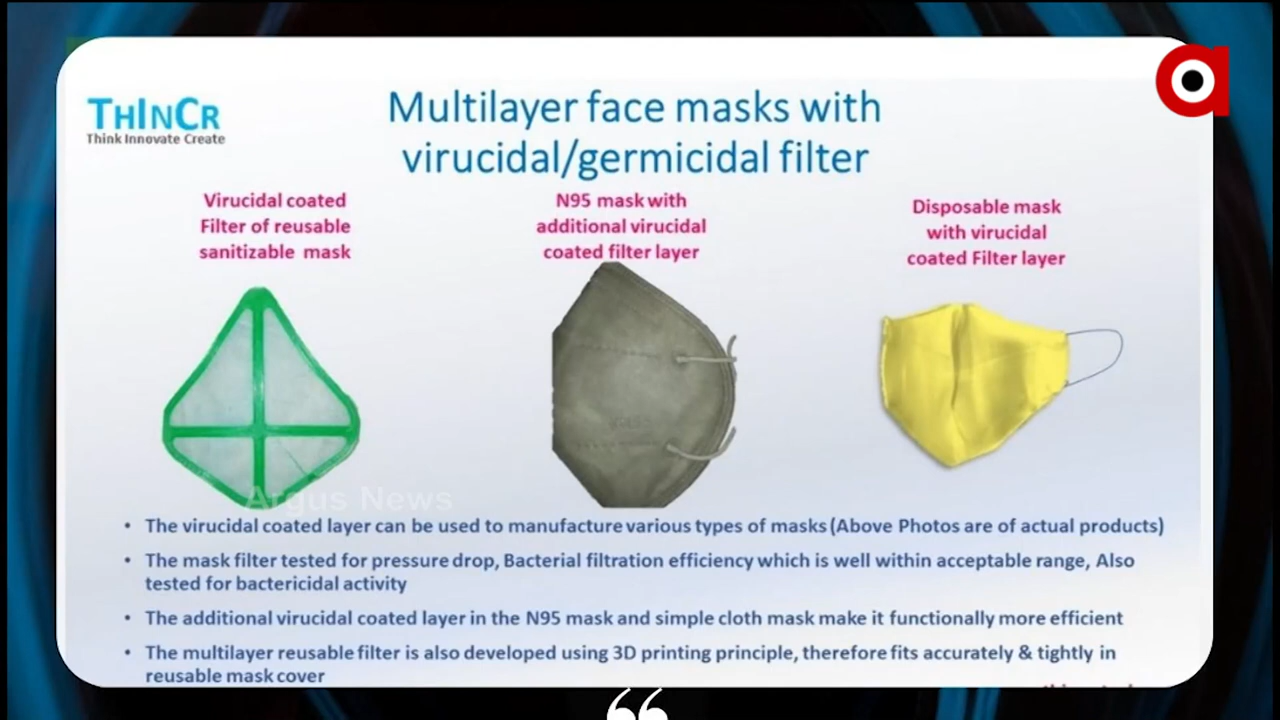 THINCR
Think Innovate Create
Multilayer face masks with
virucidal/germicidal filter
Virucidal coated
Filter of reusable
sanitizable mask
N95 mask with
additional virucidal
coated filter layer
Disposable mask
with virucidal
coated Filter layer
Argus News
• The virucidal coated layer can be used to manufacture various types of masks (Above Photos are of actual products)
• The mask filter tested for pressure drop, Bacterial filtration efficiency which is well within acceptable range, Also
tested for bactericidal activity
• The additional virucidal coated layer in the N95 mask and simple cloth mask make it functionally more efficient
• The multilayer reusable filter is also developed using 3D printing principle, therefore fits accurately & tightly in
reusable mask cover